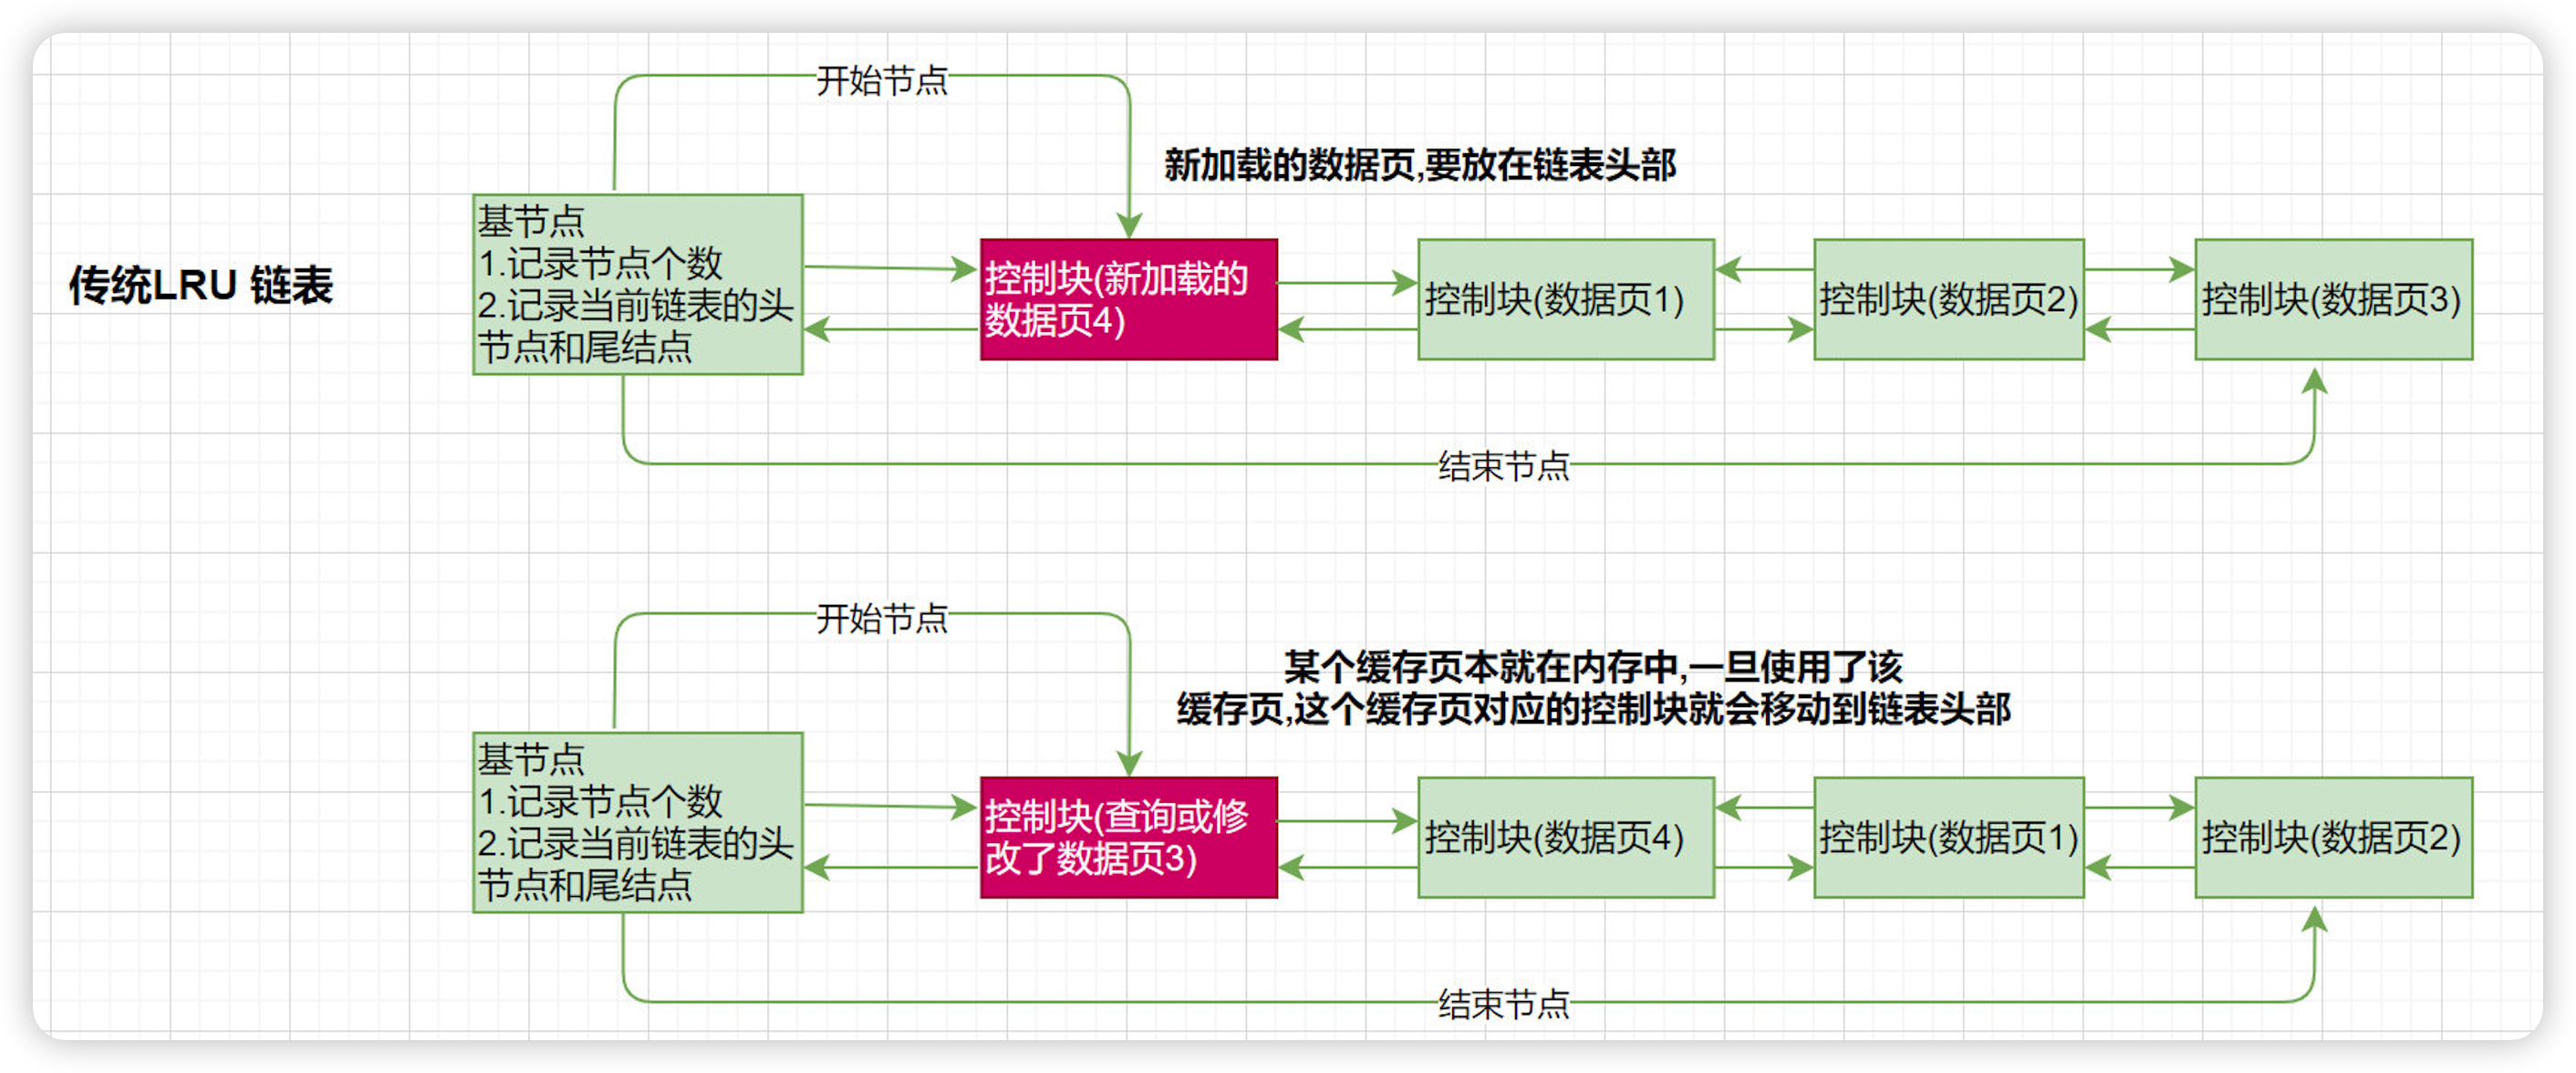 开始节点
新加载的数据页,要放在链表头部
传统LRU 链表
基节点
1.记录节点个数
2.记录当前链表的头
节点和尾结点
控制块(新加载的
数据页4)
控制块(数据页1)
控制块(数据页2)
控制块(数据页3)
结束节点
开始节点
某个缓存页本就在内存中,一旦使用了该
缓存页,这个缓存页对应的控制块就会移动到链表头部
基节点
1.记录节点个数
2.记录当前链表的头
节点和尾结点
控制块(查询或修
改了数据页3)
控制块(数据页4)
控制块(数据页1)
控制块(数据页2)
结束节点